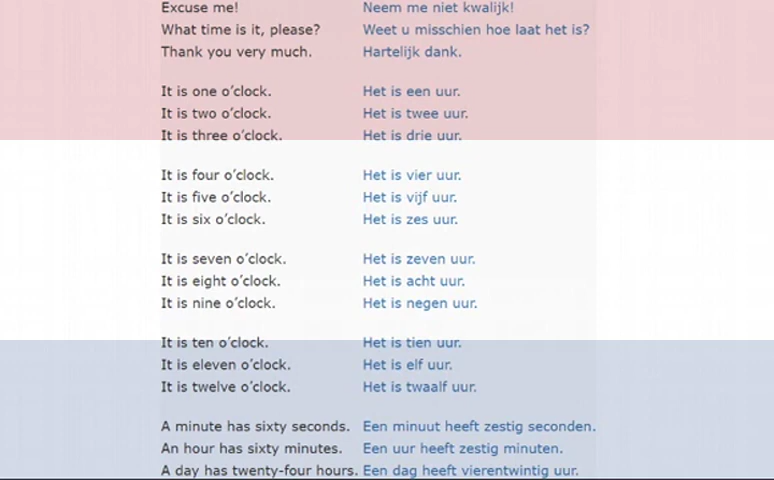 Excuse me! Neem me niet kwalijk!
What time is it, please? Weet u misschien hoe laat het is?
Thank you very much. Hartelijk dank.
It is one o'clock. Het is een uur.
It is two o'clock. Het is twee uur.
It is three o'clock. Het is drie uur.
It is four o'clock. Het is vier uur.
It is five o'clock. Het is vijf uur.
It is six o'clock. Het is zes uur.
It is seven o'clock. Het is zeven uur.
It is eight o'clock. Het is acht uur.
It is nine o'clock. Het is negen uur.
It is ten o'clock. Het is tien uur.
It is eleven o'clock. Het is elf uur.
It is twelve o'clock. Het is twaalf uur.
A minute has sixty seconds. Een minuut heeft zestig seconden.
An hour has sixty minutes. Een uur heeft zestig minuten.
A day has twenty-four hours. Een dag heeft vierentwintig uur.